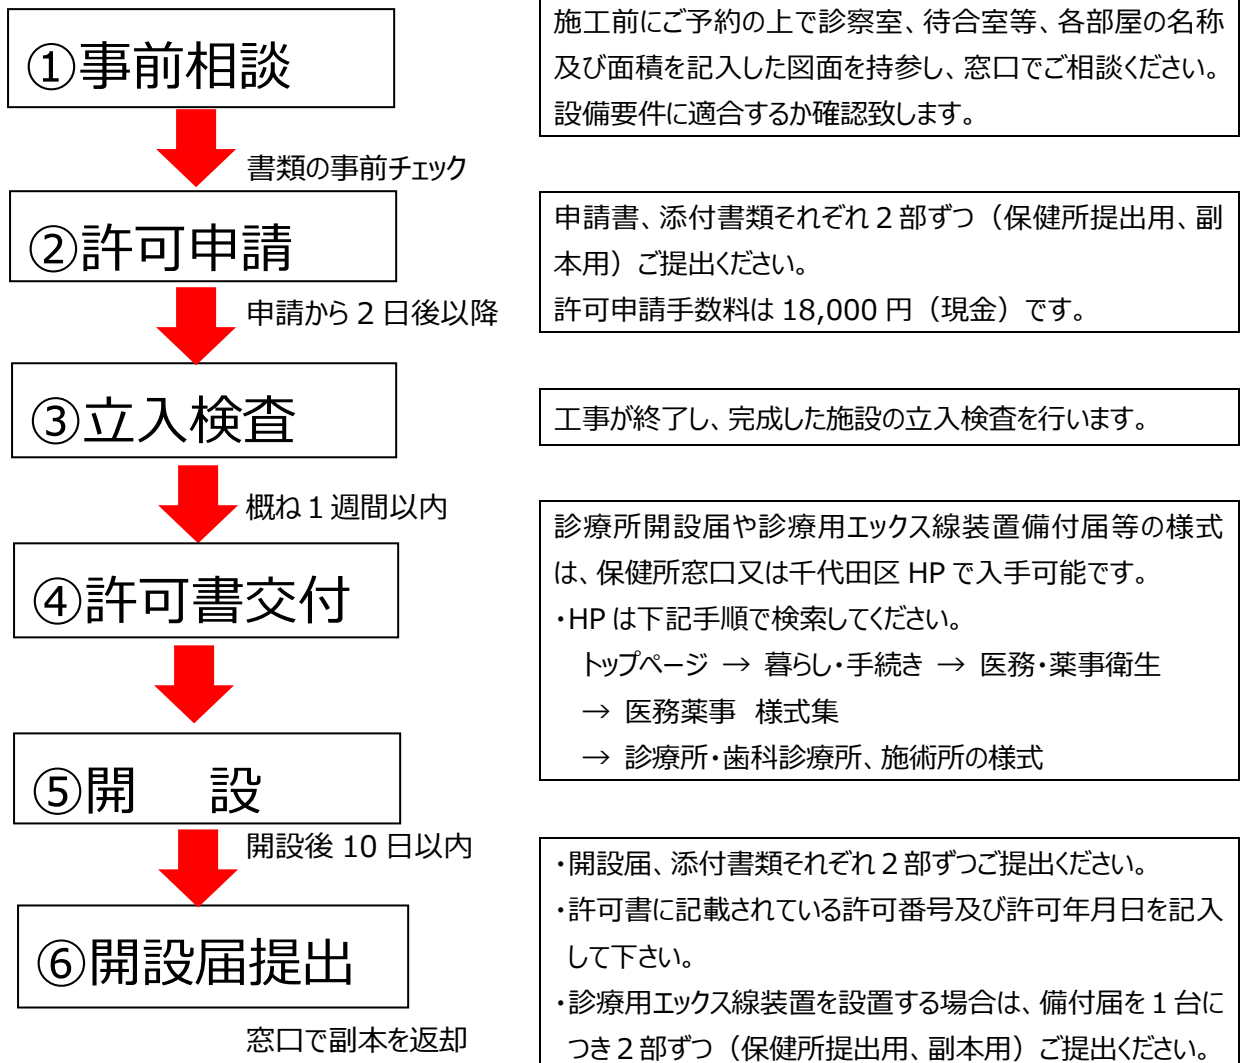 ①事前相談
施工前にご予約の上で診察室、待合室等、各部屋の名称
及び面積を記入した図面を持参し、窓口でご相談ください。
設備要件に適合するか確認致します。
書類の事前チェック
②許可申請
申請書、添付書類それぞれ２部ずつ（保健所提出用、副
本用）ご提出ください。
許可申請手数料は 18,000 円（現金）です。
申請から 2 日後以降
③立入検査
工事が終了し、完成した施設の立入検査を行います。
概ね１週間以内
④許可書交付
診療所開設届や診療用エックス線装置備付届等の様式
は、保健所窓口又は千代田区 HP で入手可能です。
・HP は下記手順で検索してください。
トップページ → 暮らし・手続き → 医務・薬事衛生
→ 医務薬事 様式集
→ 診療所・歯科診療所、施術所の様式
⑤開　設
開設後 10 日以内
⑥開設届提出
・開設届、添付書類それぞれ２部ずつご提出ください。
・許可書に記載されている許可番号及び許可年月日を記入
して下さい。
・診療用エックス線装置を設置する場合は、備付届を１台に
つき２部ずつ（保健所提出用、副本用）ご提出ください。
窓口で副本を返却